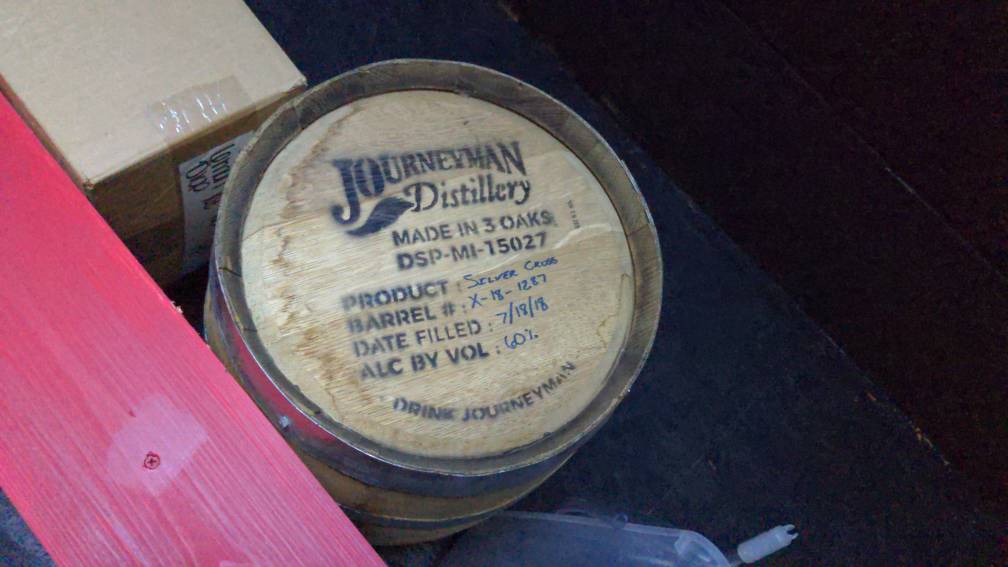 JOURNEYMAN
Distillery
MADE IN 3 OAKS
DSP-MI-15027
PRODUCT : SILVER CROSS
BARREL # : X-18-1287
DATE FILLED : 7/18/18
ALC BY VOL : 60%
DRINK JOURNEYMAN